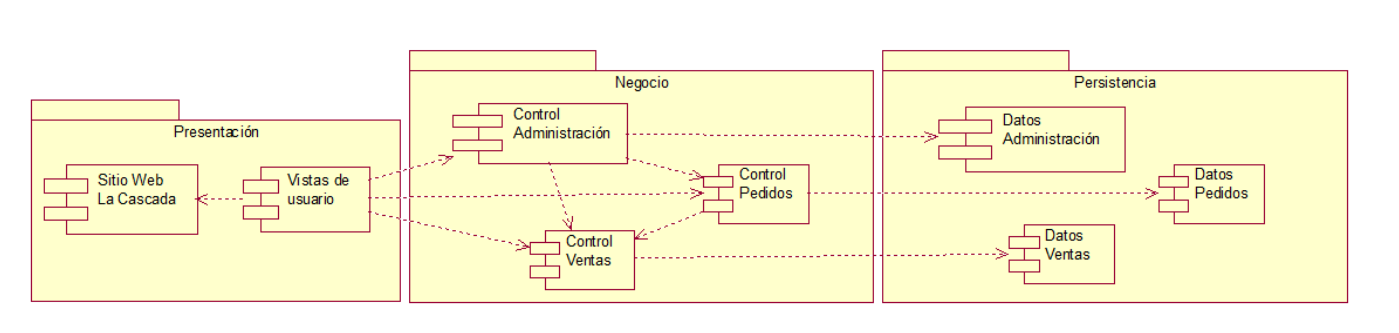 Presentación
Sitio Web
La Cascada
Vistas de
usuario
Negocio
Control
Administración
Control
Pedidos
Control
Ventas
Persistencia
Datos
Administración
Datos
Pedidos
Datos
Ventas